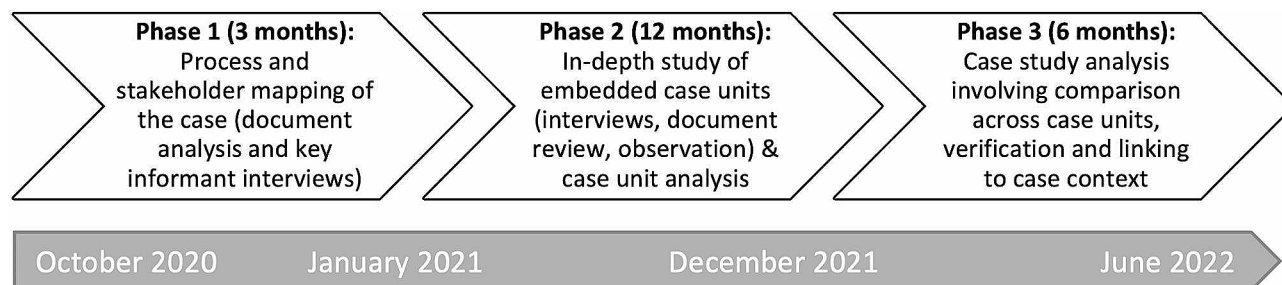 Phase 1 (3 months):
Process and
stakeholder mapping of
the case (document
analysis and key
informant interviews)
Phase 2 (12 months):
In-depth study of
embedded case units
(interviews, document
review, observation) &
case unit analysis
Phase 3 (6 months):
Case study analysis
involving comparison
across case units,
verification and linking
to case context
October 2020
January 2021
December 2021
June 2022